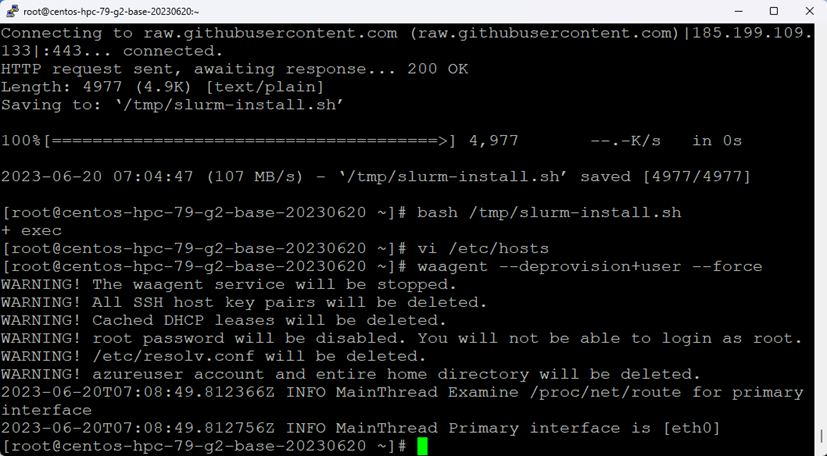 root@centos-hpc-79-g2-base-20230620:~
Connecting to raw.githubusercontent.com (raw.githubusercontent.com)|185.199.109.
133|:443... connected.
HTTP request sent, awaiting response... 200 OK
Length: 4977 (4.9K) [text/plain]
Saving to: ‘/tmp/slurm-install.sh’
100%[======================================>] 4,977       --.-K/s   in 0s
2023-06-20 07:04:47 (107 MB/s) - ‘/tmp/slurm-install.sh’ saved [4977/4977]
[root@centos-hpc-79-g2-base-20230620 ~]# bash /tmp/slurm-install.sh
+ exec
[root@centos-hpc-79-g2-base-20230620 ~]# vi /etc/hosts
[root@centos-hpc-79-g2-base-20230620 ~]# waagent --deprovision+user --force
WARNING! The waagent service will be stopped.
WARNING! All SSH host key pairs will be deleted.
WARNING! Cached DHCP leases will be deleted.
WARNING! root password will be disabled. You will not be able to login as root.
WARNING! /etc/resolv.conf will be deleted.
WARNING! azureuser account and entire home directory will be deleted.
2023-06-20T07:08:49.812366Z INFO MainThread Examine /proc/net/route for primary
interface
2023-06-20T07:08:49.812756Z INFO MainThread Primary interface is [eth0]
[root@centos-hpc-79-g2-base-20230620 ~]#